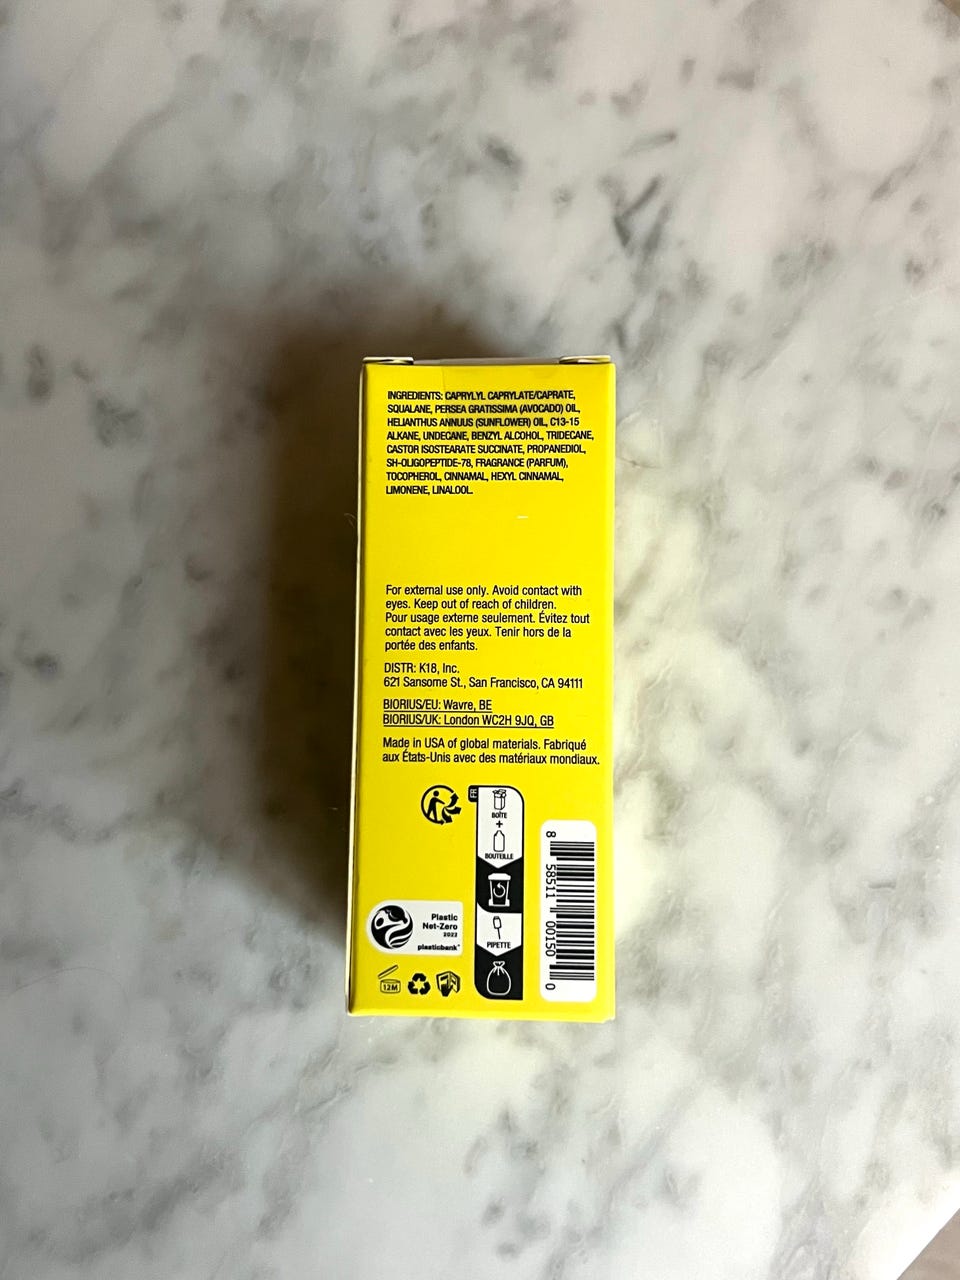 INGREDIENTS: CAPRYLYL CAPRYLATE/CAPRATE,
SQUALANE, PERSEA GRATISSIMA (AVOCADO) OIL,
HELIANTHUS ANNUUS (SUNFLOWER) OIL, C13-15
ALKANE, UNDECANE, BENZYL ALCOHOL, TRIDECANE,
CASTOR ISOSTEARATE SUCCINATE, PROPANEDIOL,
SH-OLIGOPEPTIDE-78, FRAGRANCE (PARFUM),
TOCOPHEROL, CINNAMAL, HEXYL CINNAMAL,
LIMONENE, LINALOOL.
For external use only. Avoid contact with
eyes. Keep out of reach of children.
Pour usage externe seulement. Évitez tout
contact avec les yeux. Tenir hors de la
portée des enfants.
DISTR: K18, Inc.
621 Sansome St., San Francisco, CA 94111
BIORIUS/EU: Wavre, BE
BIORIUS/UK: London WC2H 9JQ, GB
Made in USA of global materials. Fabriqué
aux États-Unis avec des matériaux mondiaux.
FR
BOÎTE
+
BOUTEILLE
PIPETTE
Plastic
Net-Zero
2022
plasticbank
12M
8 58511 00150 0